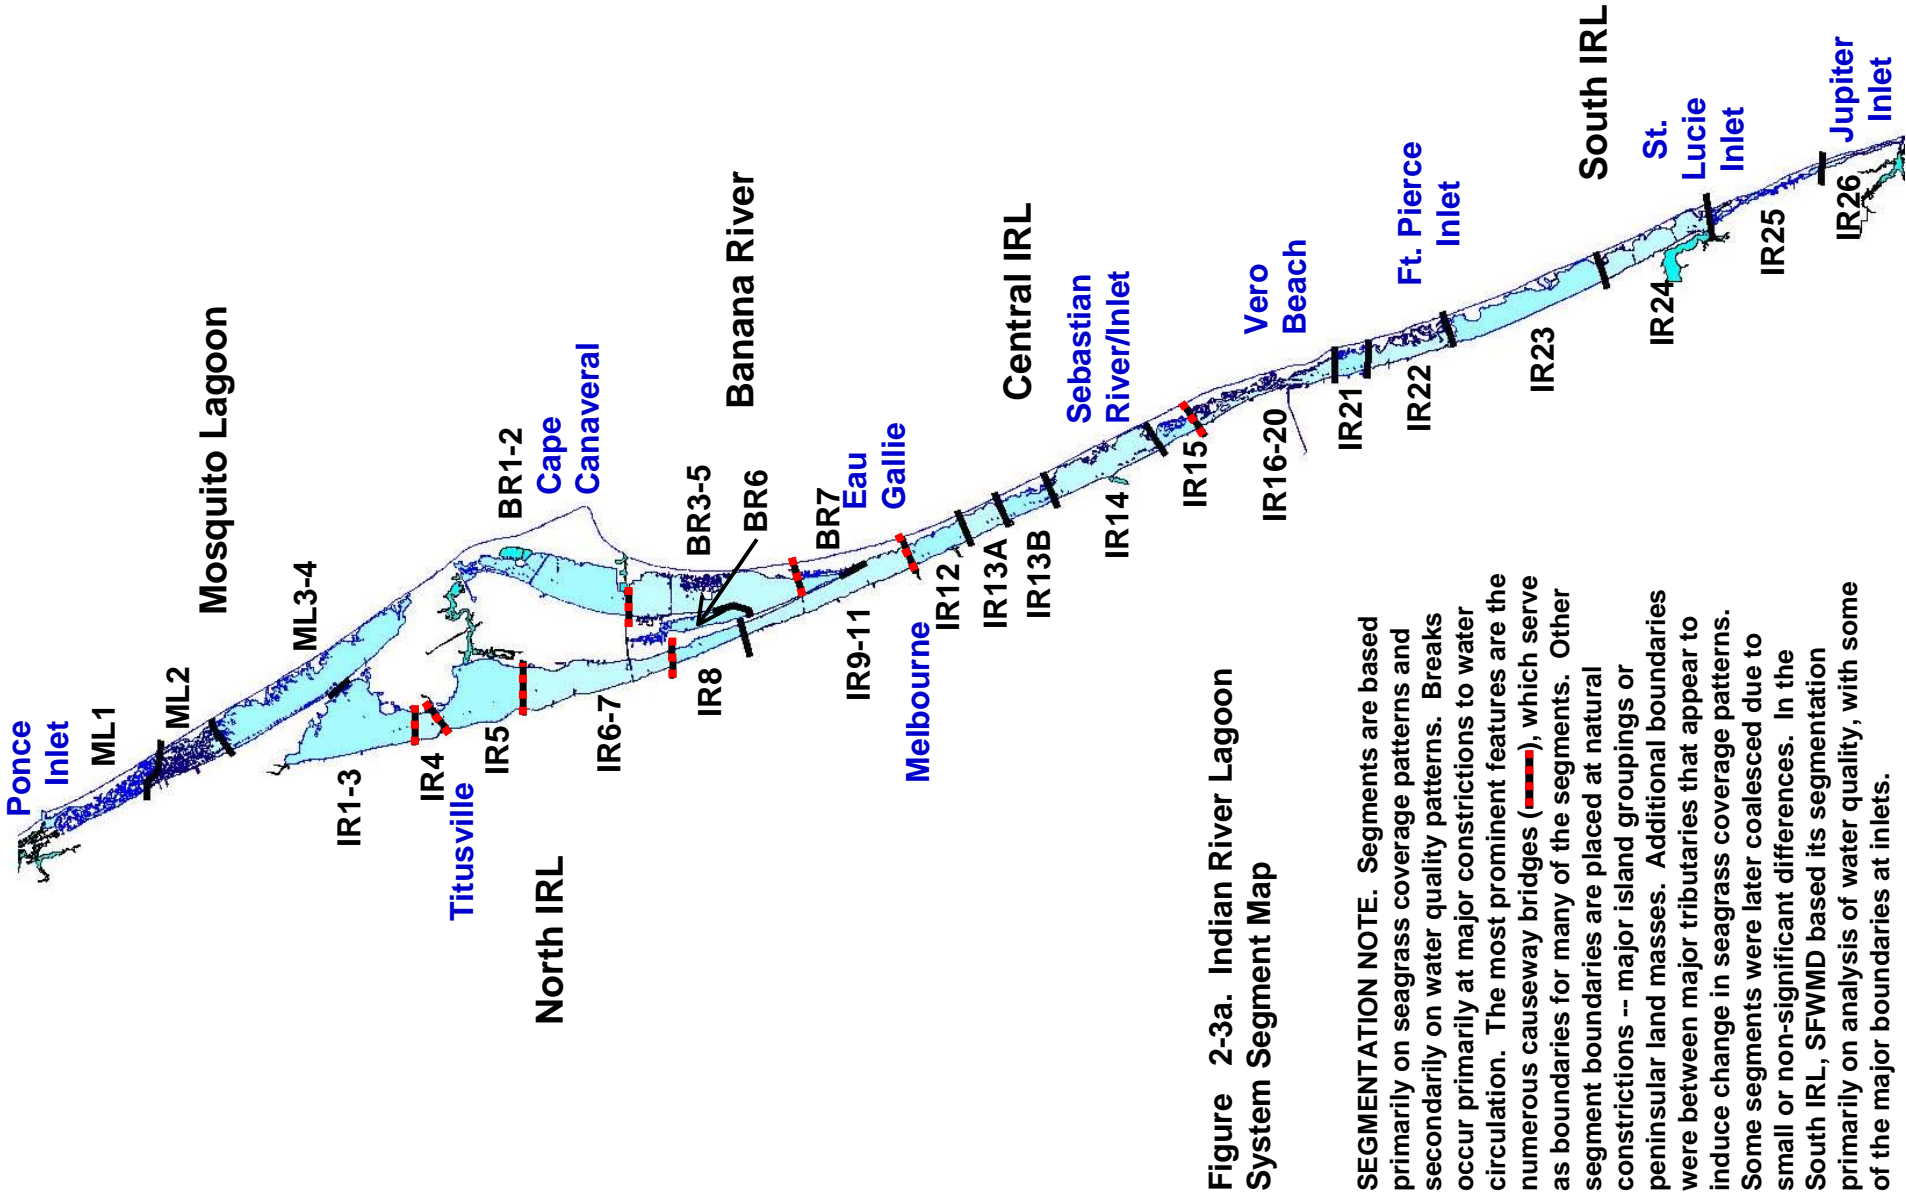 Ponce
Inlet
ML1
ML2
Mosquito Lagoon
ML3-4
IR1-3
IR4
Titusville
IR5
North IRL
BR1-2
Cape
Canaveral
IR6-7
BR3-5
BR6
Banana River
IR8
BR7
Eau
Gallie
IR9-11
Melbourne
IR12
IR13A
IR13B
Central IRL
Sebastian
River/Inlet
IR14
IR15
IR16-20
Vero
Beach
IR21
IR22
Ft. Pierce
Inlet
IR23
South IRL
IR24
St.
Lucie
Inlet
IR25
IR26
Jupiter
Inlet
Figure 2-3a. Indian River Lagoon
System Segment Map
SEGMENTATION NOTE. Segments are based
primarily on seagrass coverage patterns and
secondarily on water quality patterns. Breaks
occur primarily at major constrictions to water
circulation. The most prominent features are the
numerous causeway bridges ( ), which serve
as boundaries for many of the segments. Other
segment boundaries are placed at natural
constrictions -- major island groupings or
peninsular land masses. Additional boundaries
were between major tributaries that appear to
induce change in seagrass coverage patterns.
Some segments were later coalesced due to
small or non-significant differences. In the
South IRL, SFWMD based its segmentation
primarily on analysis of water quality, with some
of the major boundaries at inlets.